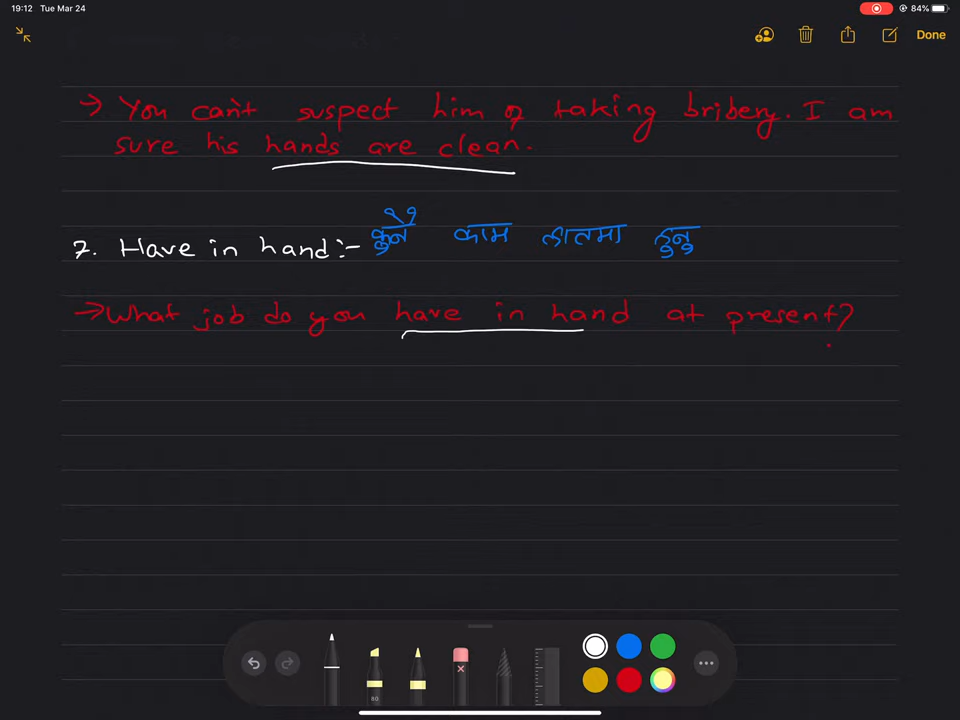 19:12 Tue Mar 24
84%
Done
→ You can't suspect him of taking bribery. I am
sure his hands are clean.
7. Have in hand:- कुनै काम हातमा हुनु
→ What job do you have in hand at present?
80